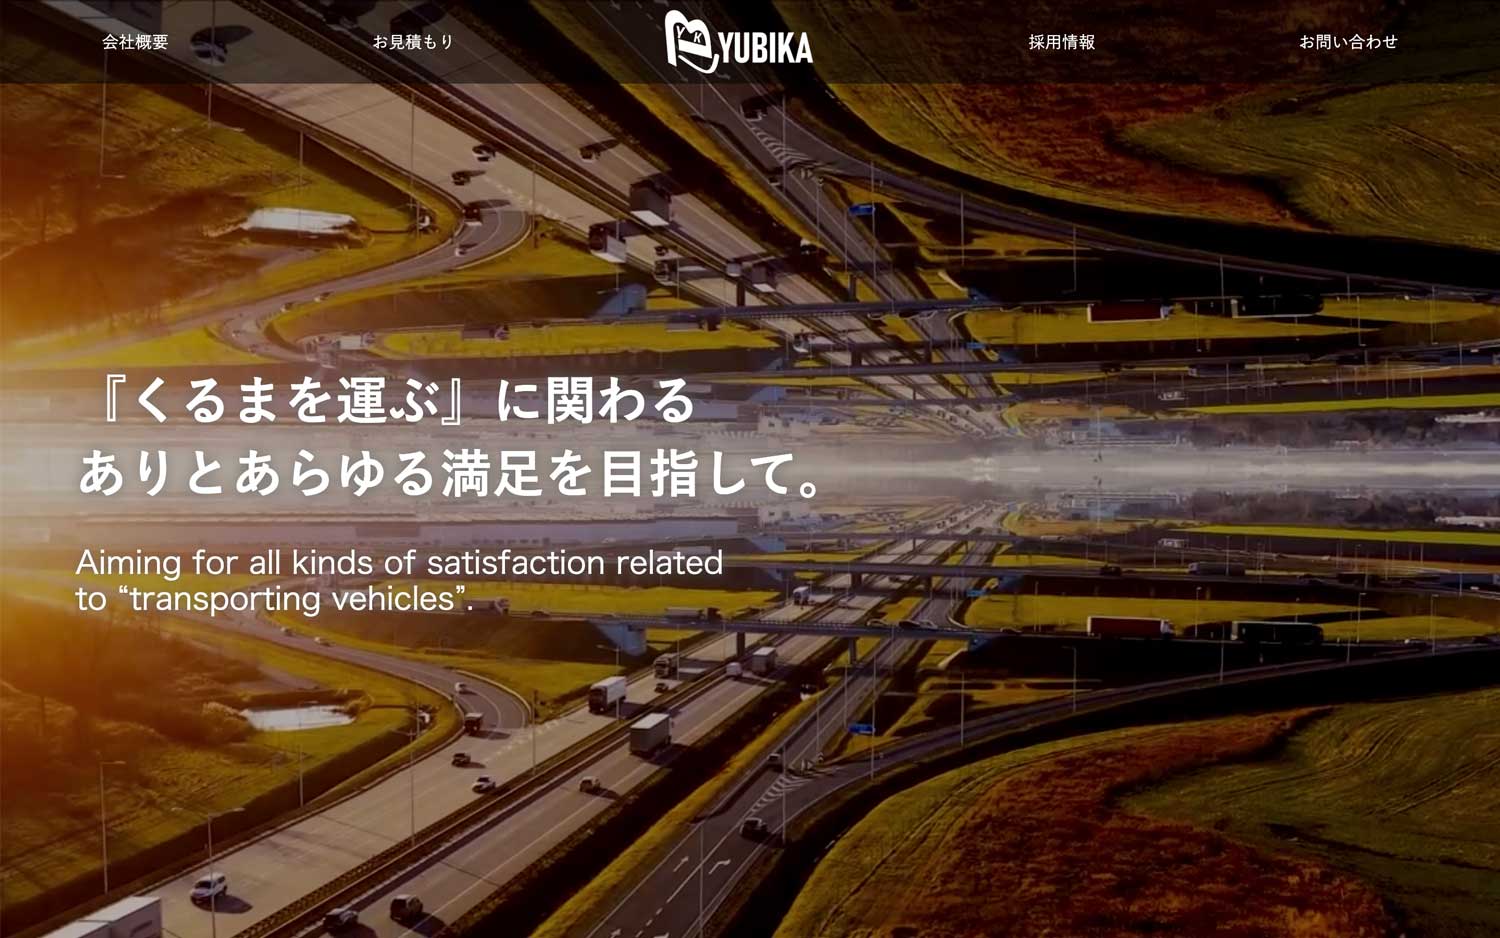 会社概要
お見積もり
YK
YUBIKA
採用情報
お問い合わせ
『くるまを運ぶ』に関わる
ありとあらゆる満足を目指して。
Aiming for all kinds of satisfaction related
to “transporting vehicles”.